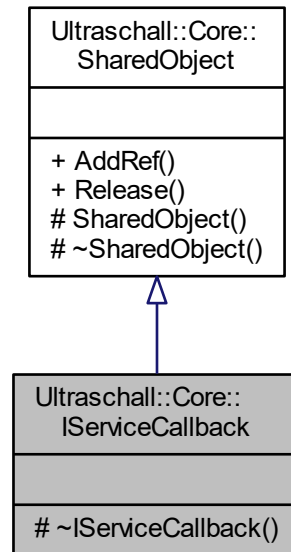 Ultraschall::Core::
SharedObject
+ AddRef()
+ Release()
# SharedObject()
# ~SharedObject()
Ultraschall::Core::
IServiceCallback
# ~IServiceCallback()